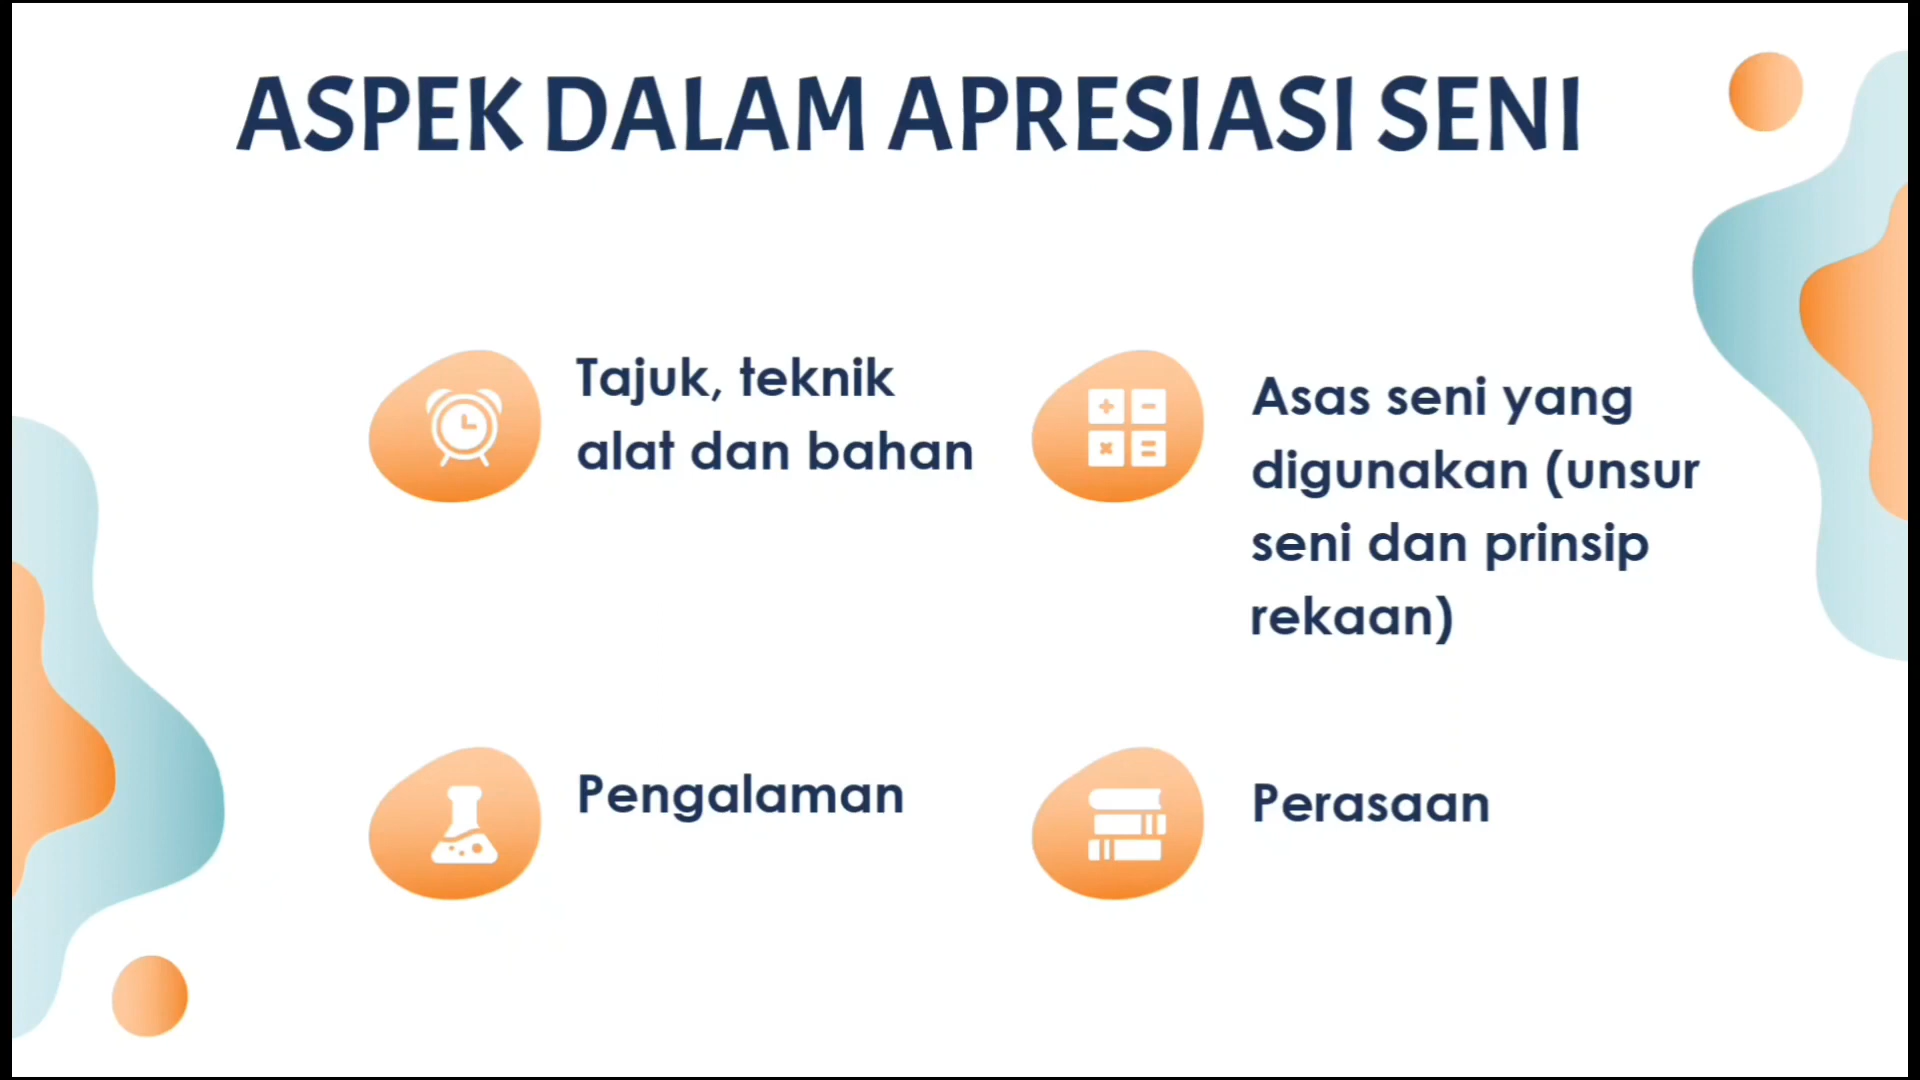 ASPEK DALAM APRESIASI SENI
Tajuk, teknik
alat dan bahan
Asas seni yang
digunakan (unsur
seni dan prinsip
rekaan)
Pengalaman
Perasaan